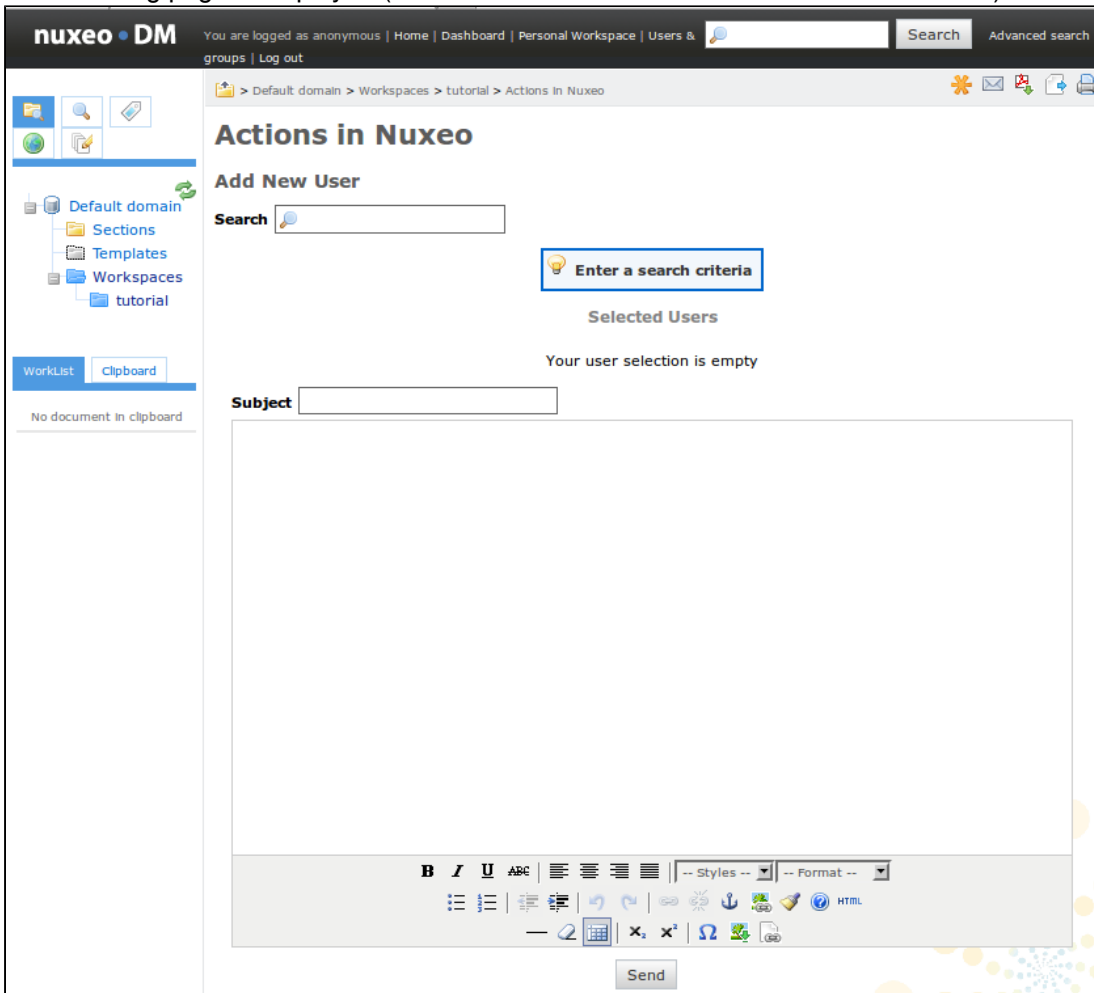 nuxeo DM
You are logged as anonymous | Home | Dashboard | Personal Workspace | Users &
groups | Log out
Search
Advanced search
> Default domain > Workspaces > tutorial > Actions in Nuxeo
Actions in Nuxeo
Default domain
Sections
Templates
Workspaces
tutorial
WorkList
Clipboard
No document in clipboard
Add New User
Search
Enter a search criteria
Selected Users
Your user selection is empty
Subject
B I U ABC -- Styles -- -- Format --
HTML
Send